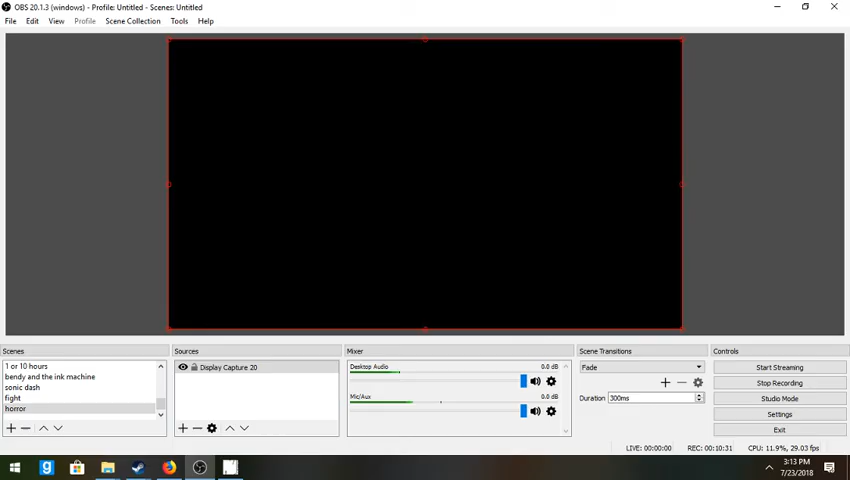 OBS 20.1.3 (windows) - Profile: Untitled - Scenes: Untitled
File Edit View Profile Scene Collection Tools Help
Scenes
Sources
Mixer
Scene Transitions
Controls
1 or 10 hours
bendy and the ink machine
sonic dash
fight
horror
Display Capture 20
Desktop Audio 0.0 dB
Mic/Aux 0.0 dB
Fade
Duration 300ms
Start Streaming
Stop Recording
Studio Mode
Settings
Exit
LIVE: 00:00:00 REC: 00:10:31 CPU: 11.9%, 29.03 fps
3:13 PM
7/23/2018